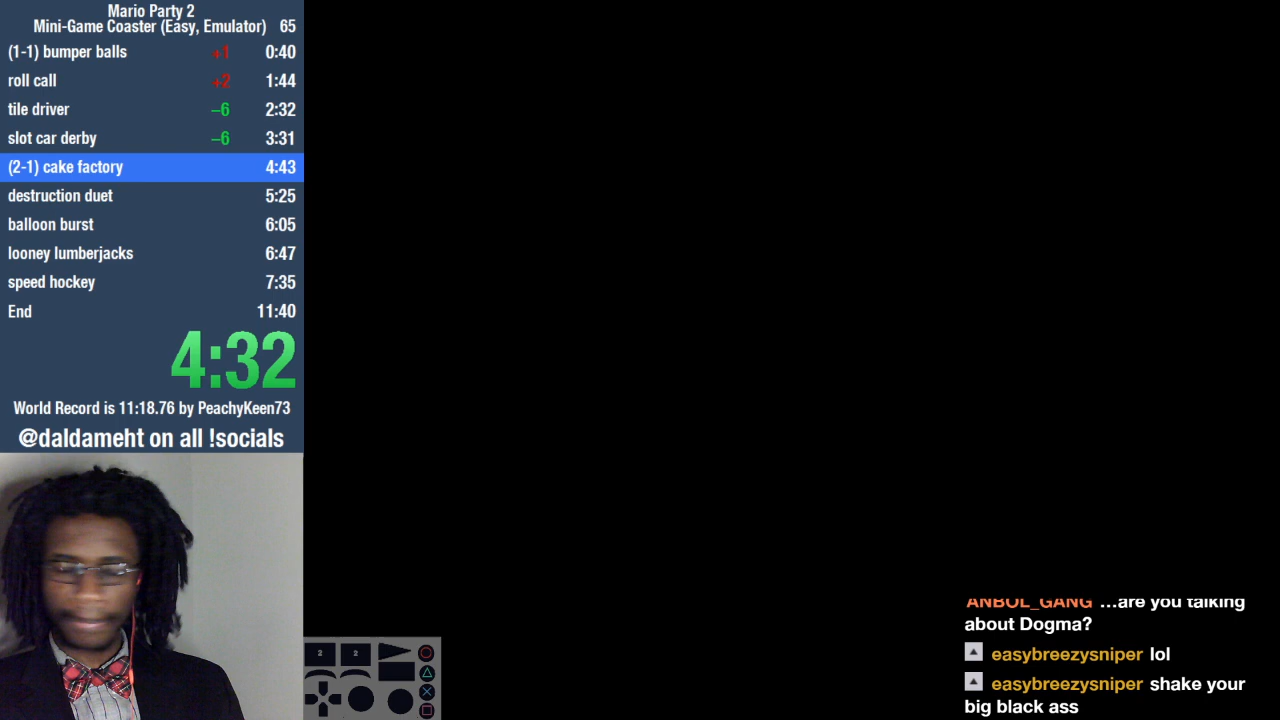 Mario Party 2
Mini-Game Coaster (Easy, Emulator) 65
(1-1) bumper balls +1 0:40
roll call +2 1:44
tile driver −6 2:32
slot car derby −6 3:31
(2-1) cake factory 4:43
destruction duet 5:25
balloon burst 6:05
looney lumberjacks 6:47
speed hockey 7:35
End 11:40
4:32
World Record is 11:18.76 by PeachyKeen73
@daldameht on all !socials
2 2
ANBOL_GANG ...are you talking
about Dogma?
easybreezysniper lol
easybreezysniper shake your
big black ass